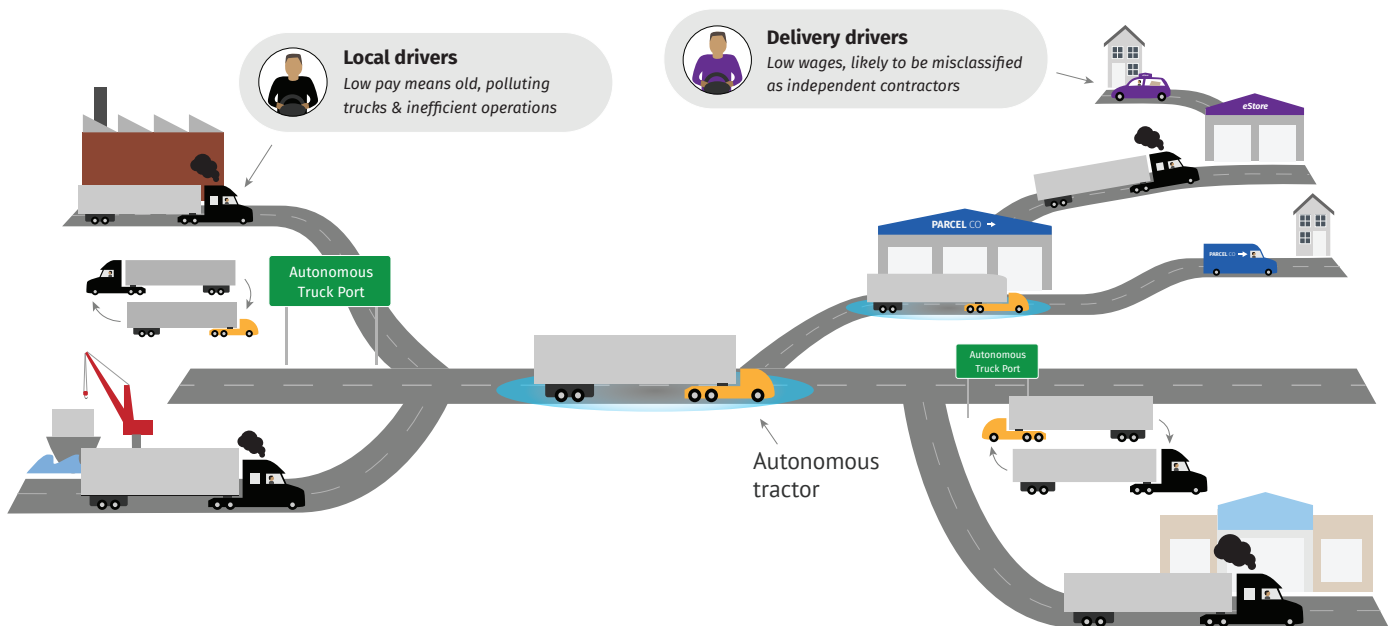 Local drivers
Low pay means old, polluting
trucks & inefficient operations
Delivery drivers
Low wages, likely to be misclassified
as independent contractors
eStore
PARCEL CO
PARCEL CO
Autonomous
Truck Port
Autonomous
Truck Port
Autonomous
tractor